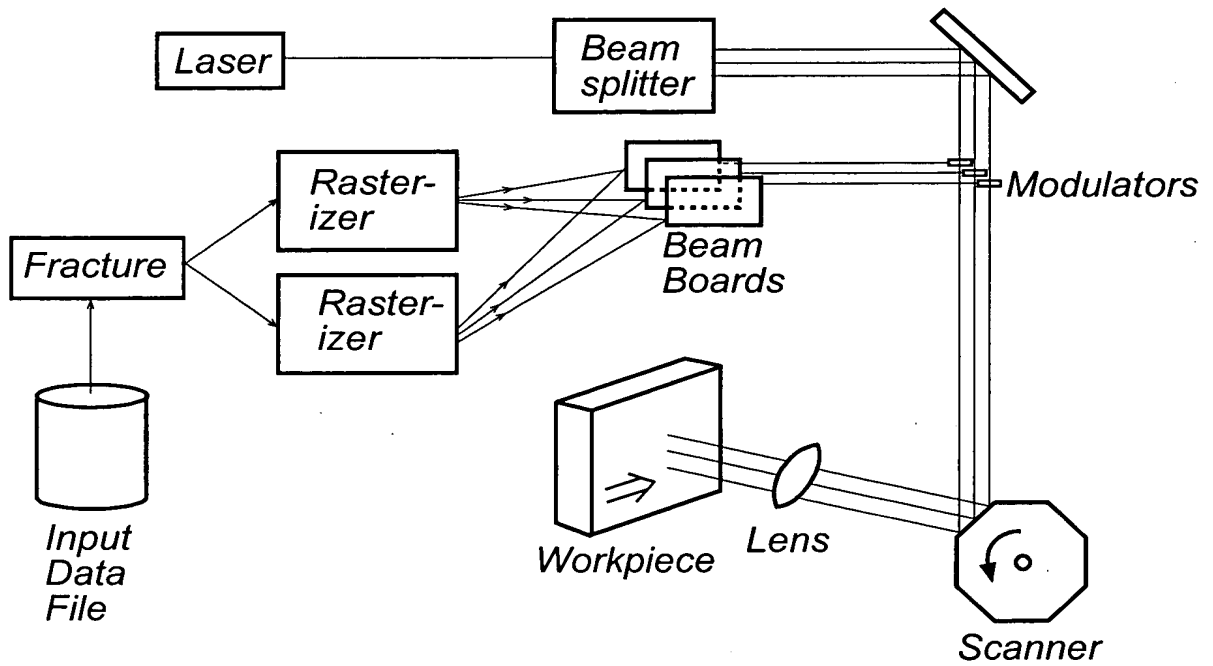 Laser
Beam
splitter
Raster-
izer
Modulators
Fracture
Beam
Boards
Raster-
izer
Input
Data
File
Workpiece
Lens
Scanner